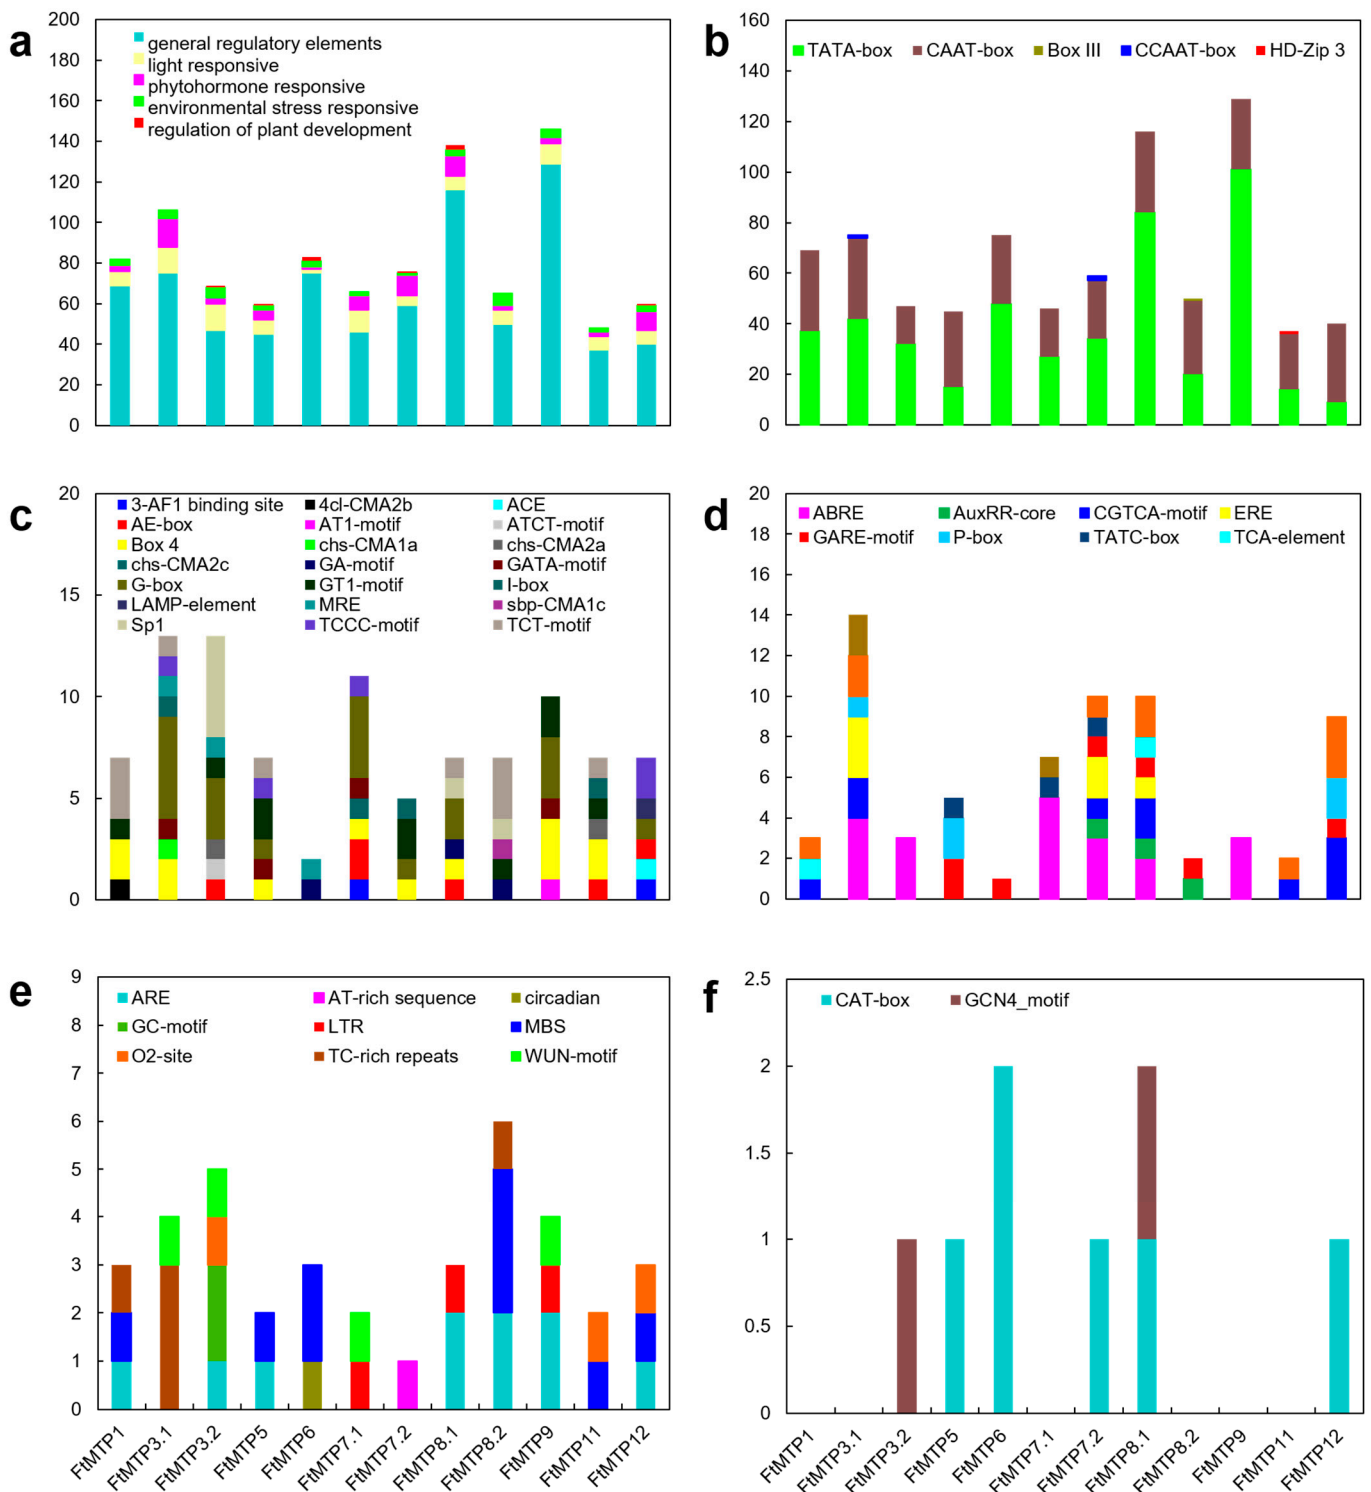 a
200
180
160
140
120
100
80
60
40
20
0
general regulatory elements
light responsive
phytohormone responsive
environmental stress responsive
regulation of plant development
b
160
140
120
100
80
60
40
20
0
TATA-box CAAT-box Box III CCAAT-box HD-Zip 3
c
20
15
10
5
0
3-AF1 binding site 4cl-CMA2b ACE
AE-box AT1-motif ATCT-motif
Box 4 chs-CMA1a chs-CMA2a
chs-CMA2c GA-motif GATA-motif
G-box GT1-motif I-box
LAMP-element MRE sbp-CMA1c
Sp1 TCCC-motif TCT-motif
d
20
18
16
14
12
10
8
6
4
2
0
ABRE AuxRR-core CGTCA-motif ERE
GARE-motif P-box TATC-box TCA-element
e
9
8
7
6
5
4
3
2
1
0
ARE AT-rich sequence circadian
GC-motif LTR MBS
O2-site TC-rich repeats WUN-motif
FtMTP1 FtMTP3.1 FtMTP3.2 FtMTP5 FtMTP6 FtMTP7.1 FtMTP7.2 FtMTP8.1 FtMTP8.2 FtMTP9 FtMTP11 FtMTP12
f
2.5
2
1.5
1
0.5
0
CAT-box GCN4_motif
FtMTP1 FtMTP3.1 FtMTP3.2 FtMTP5 FtMTP6 FtMTP7.1 FtMTP7.2 FtMTP8.1 FtMTP8.2 FtMTP9 FtMTP11 FtMTP12